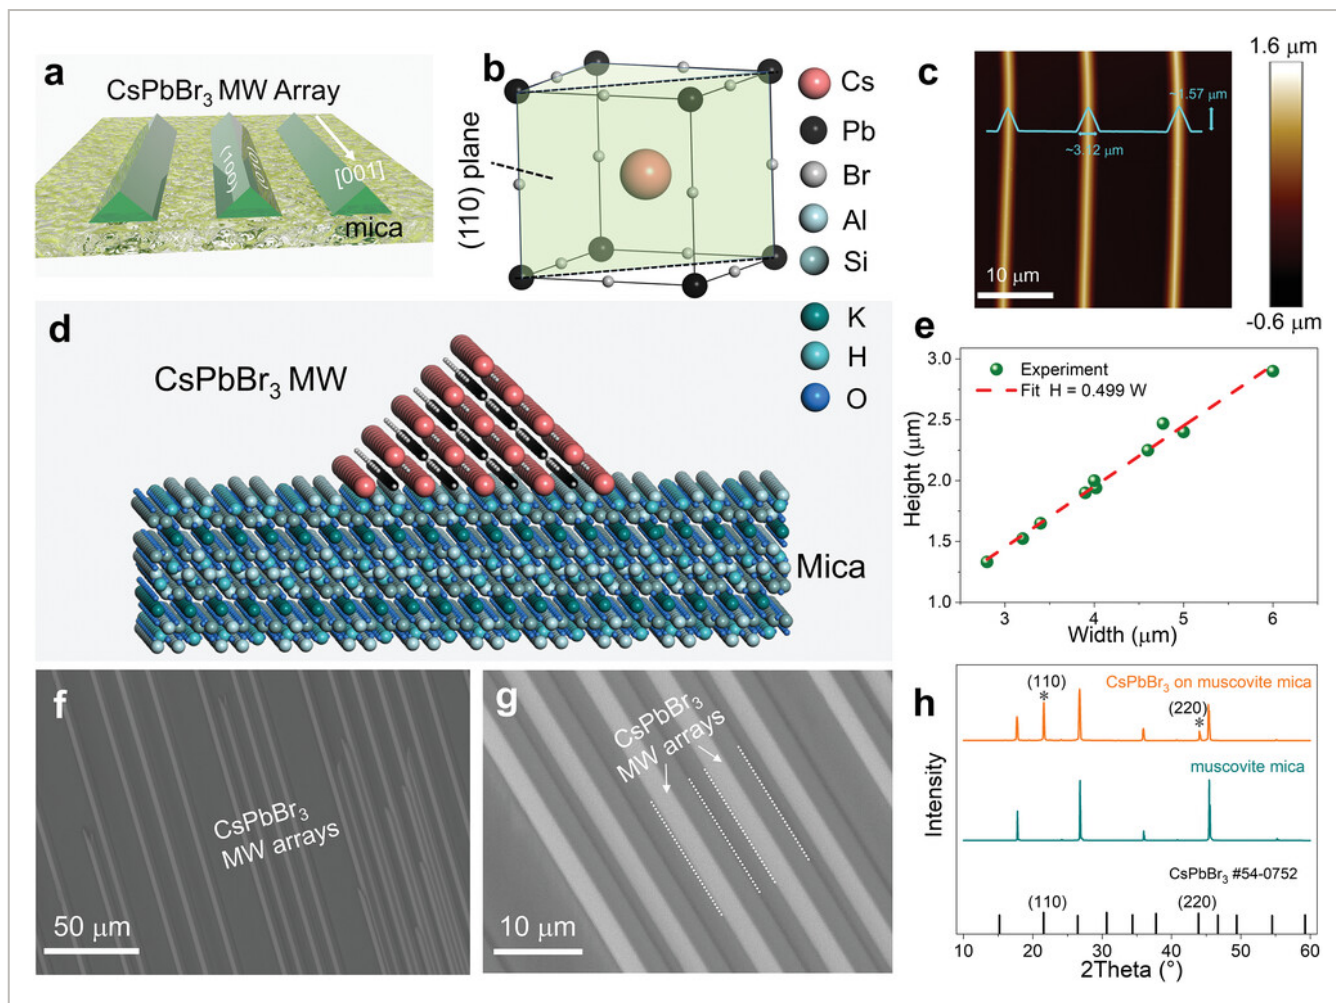 a
CsPbBr₃ MW Array
(100)
(010)
[001]
mica
b
(110) plane
Cs
Pb
Br
Al
Si
K
H
O
c
~1.57 μm
10 μm
1.6 μm
-0.6 μm
d
CsPbBr₃ MW
Mica
e
Experiment
Fit H = 0.499 W
Height (μm)
3.0
2.5
2.0
1.5
1.0
3
4
5
6
Width (μm)
f
CsPbBr₃
MW arrays
50 μm
g
CsPbBr₃
MW arrays
10 μm
h
(110)
*
CsPbBr₃ on muscovite mica
(220)
*
muscovite mica
Intensity
CsPbBr₃ #54-0752
(110)
(220)
10
20
30
40
50
60
2Theta (°)